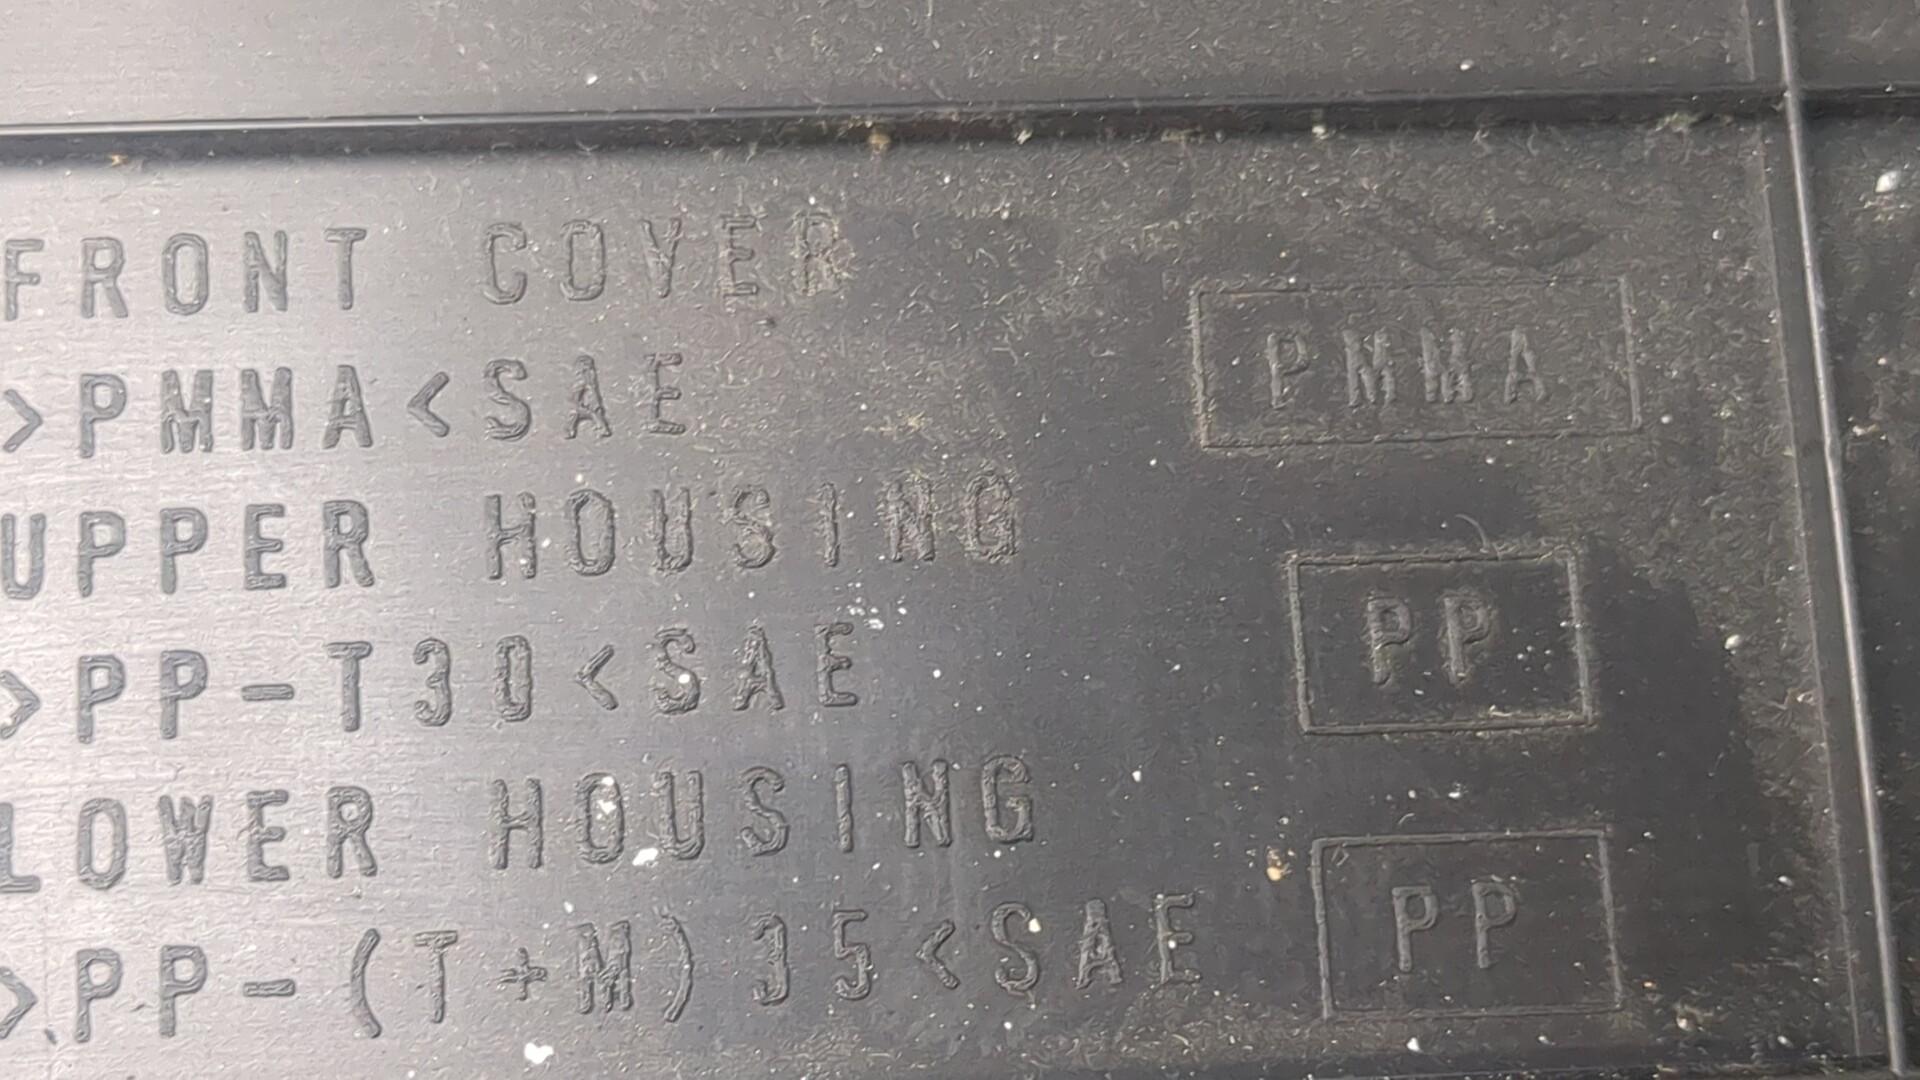 FRONT COVER
>PMMA<SAE
PMMA
UPPER HOUSING
>PP-T30<SAE
PP
LOWER HOUSING
>PP-(T+M)35<SAE
PP